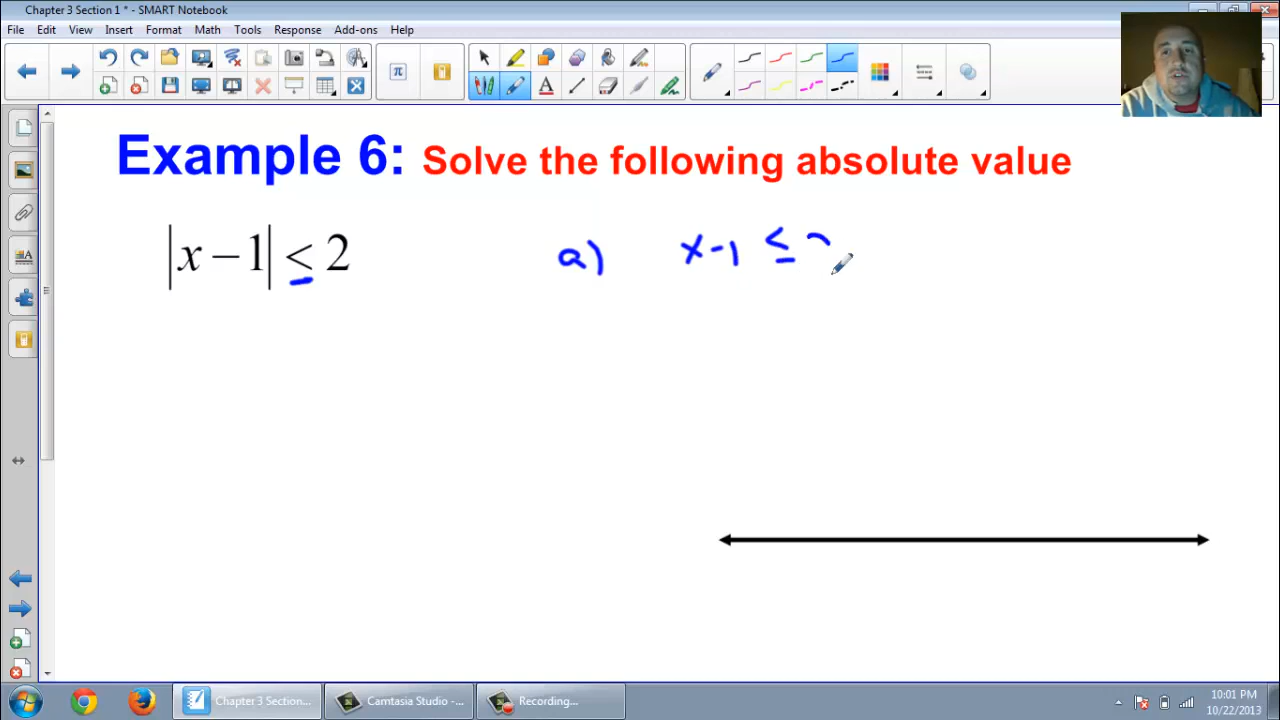 Chapter 3 Section 1 * - SMART Notebook
File Edit View Insert Format Math Tools Response Add-ons Help
π
A
Example 6: Solve the following absolute value
|x − 1| ≤ 2
a) x-1 ≤
Chapter 3 Section... Camtasia Studio - ... Recording...
10:01 PM
10/22/2013